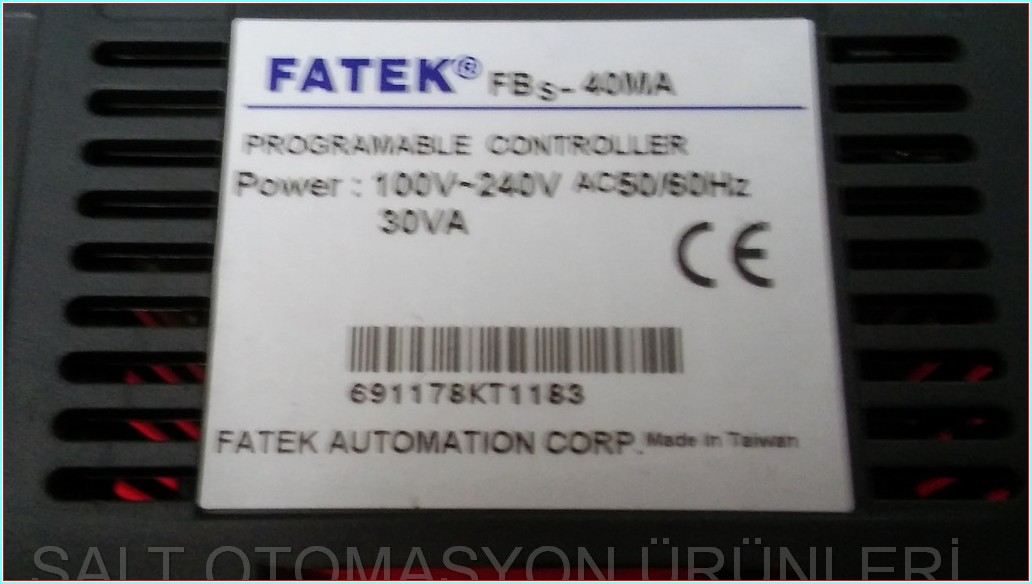 FATEK® FBs-40MA
PROGRAMABLE CONTROLLER
Power : 100V~240V AC50/60Hz
30VA
CE
691178KT1183
FATEK AUTOMATION CORP. Made in Taiwan
SALT OTOMASYON ÜRÜNLERİ